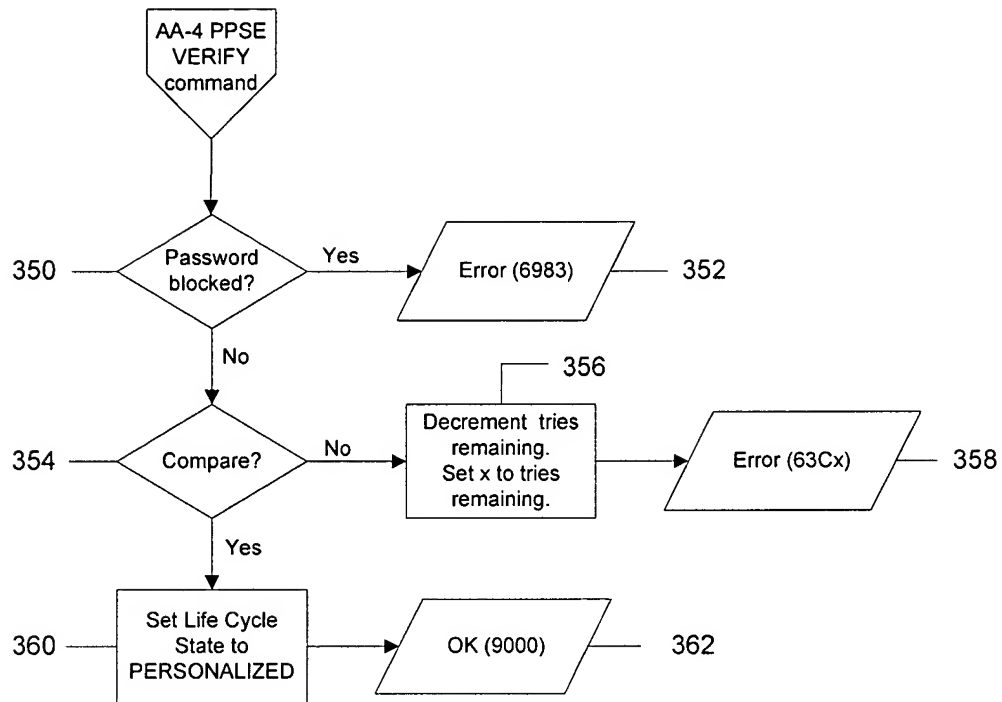 AA-4 PPSE
VERIFY
command
350
Password
blocked?
Yes
Error (6983)
352
No
356
354
Compare?
No
Decrement tries
remaining.
Set x to tries
remaining.
Error (63Cx)
358
Yes
360
Set Life Cycle
State to
PERSONALIZED
OK (9000)
362